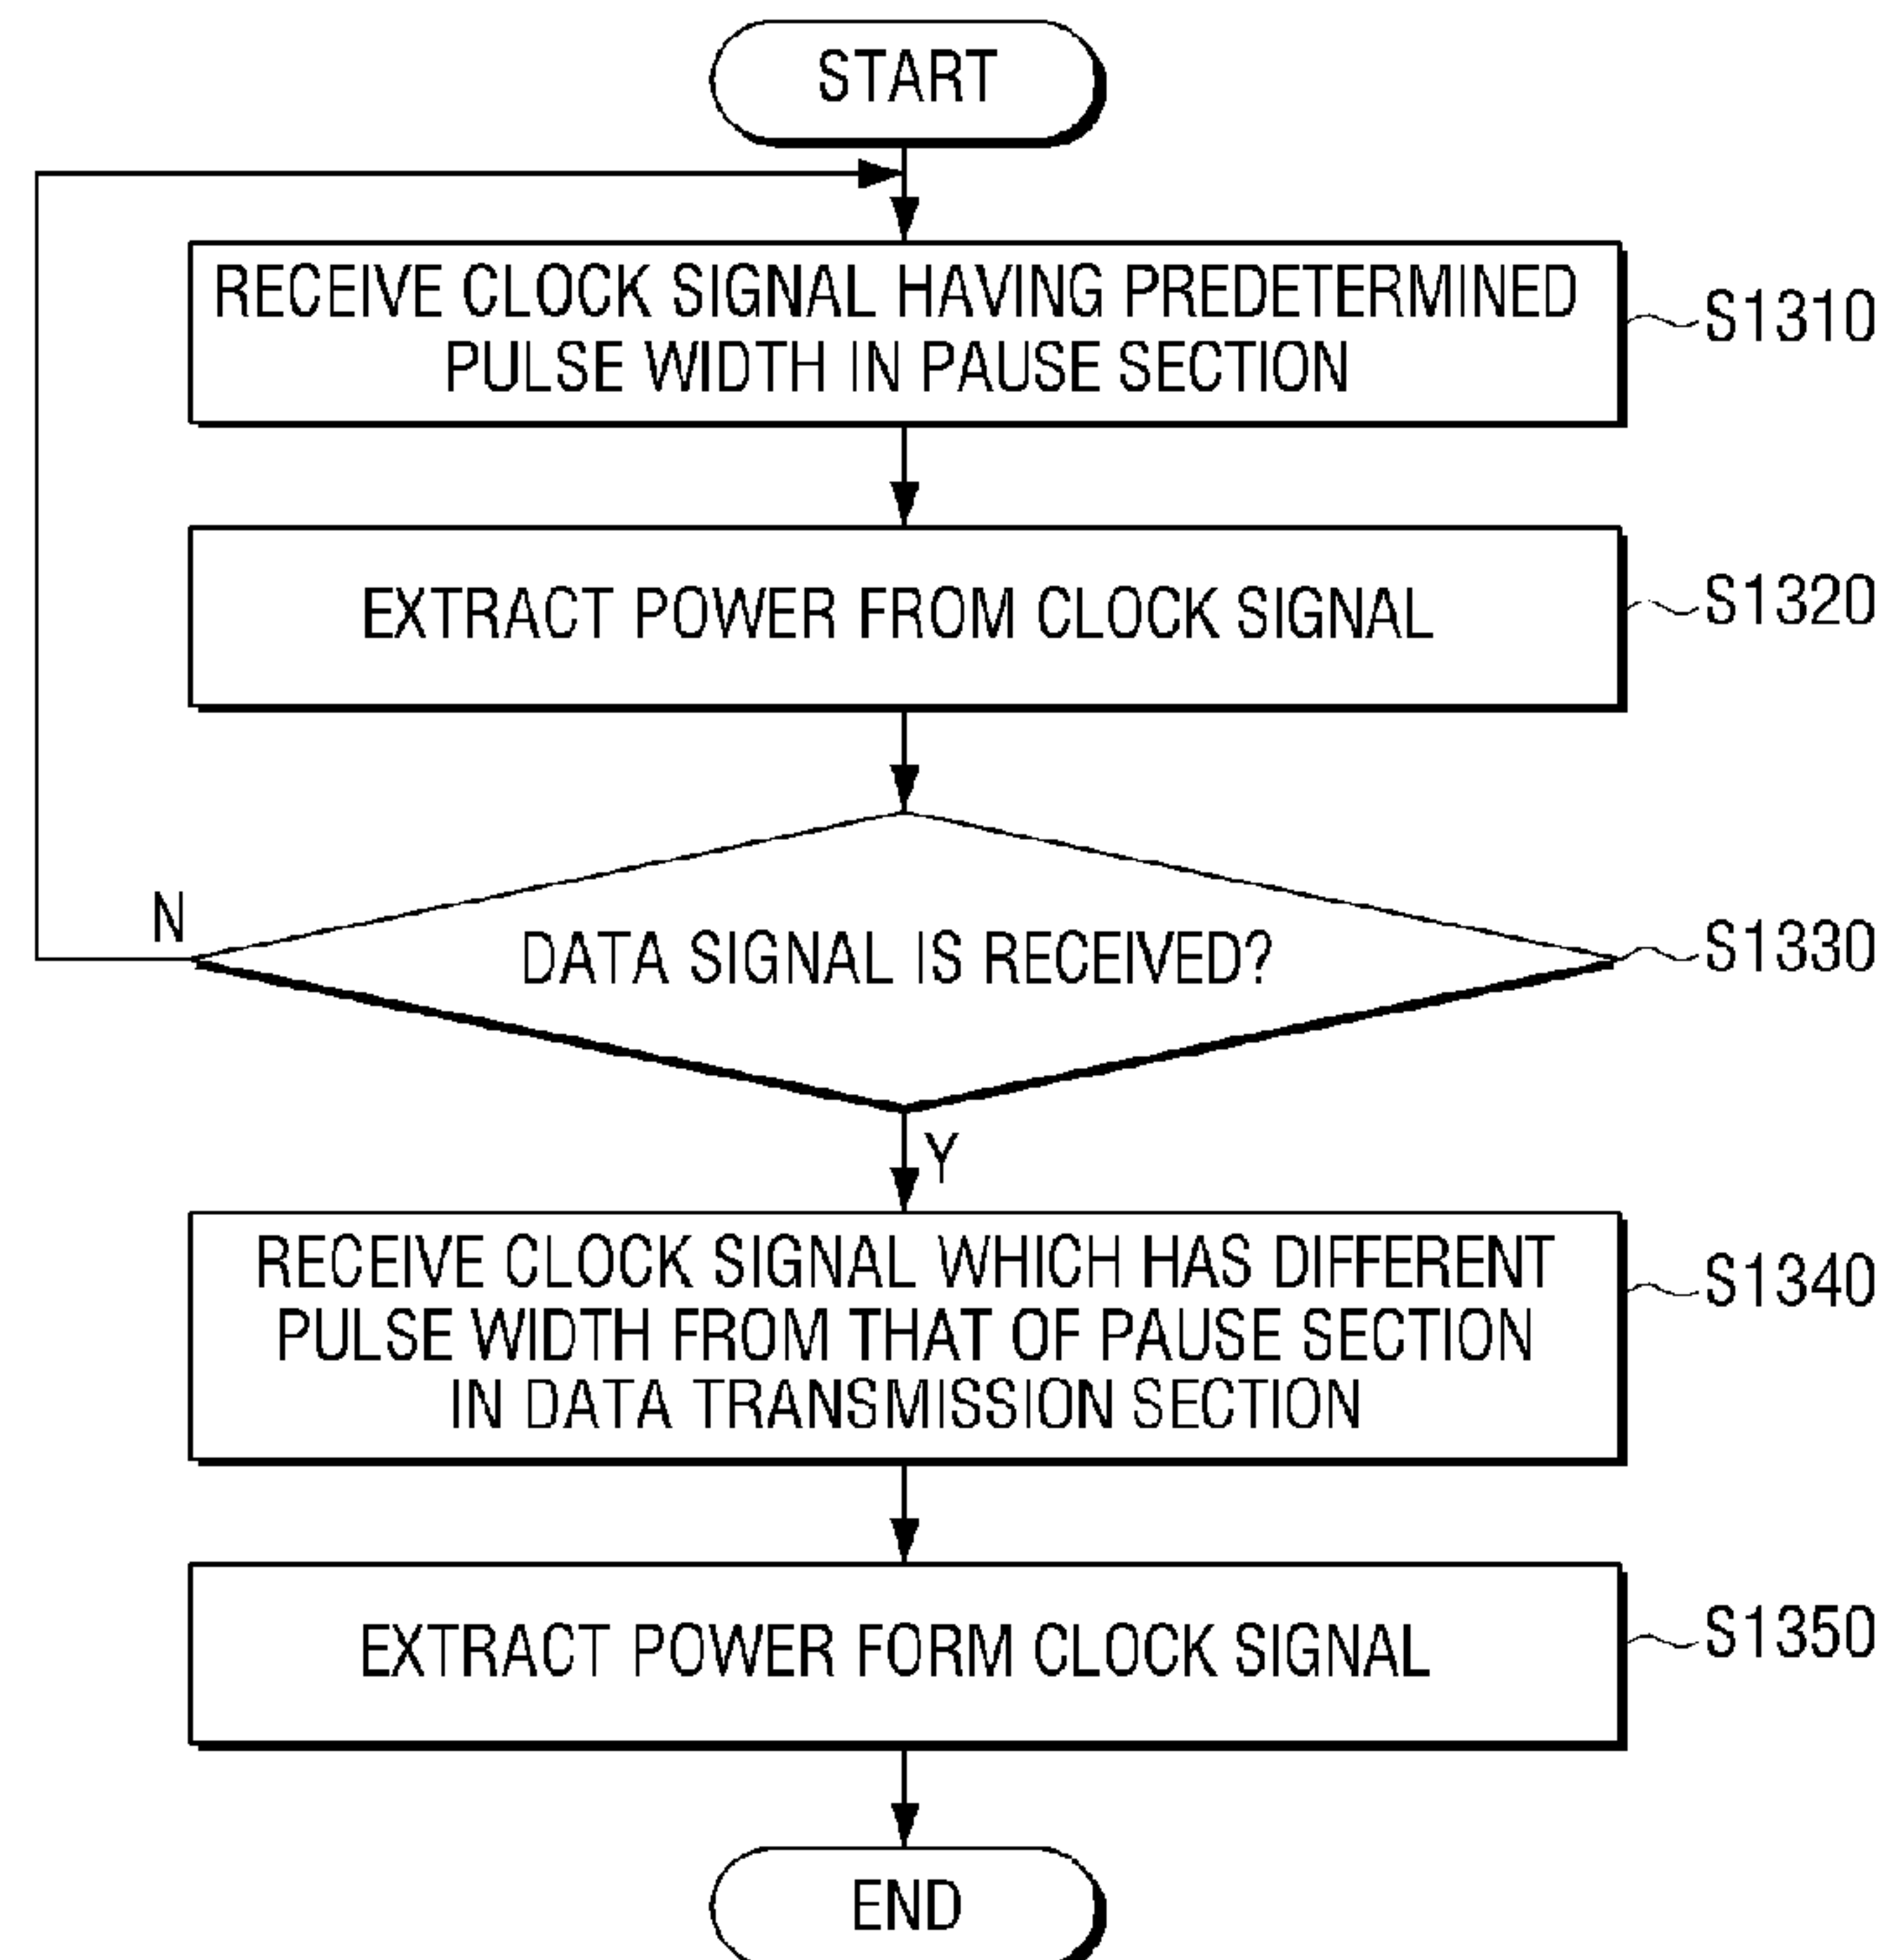 START
RECEIVE CLOCK SIGNAL HAVING PREDETERMINED
PULSE WIDTH IN PAUSE SECTION
S1310
EXTRACT POWER FROM CLOCK SIGNAL
S1320
N
DATA SIGNAL IS RECEIVED?
S1330
Y
RECEIVE CLOCK SIGNAL WHICH HAS DIFFERENT
PULSE WIDTH FROM THAT OF PAUSE SECTION
IN DATA TRANSMISSION SECTION
S1340
EXTRACT POWER FORM CLOCK SIGNAL
S1350
END